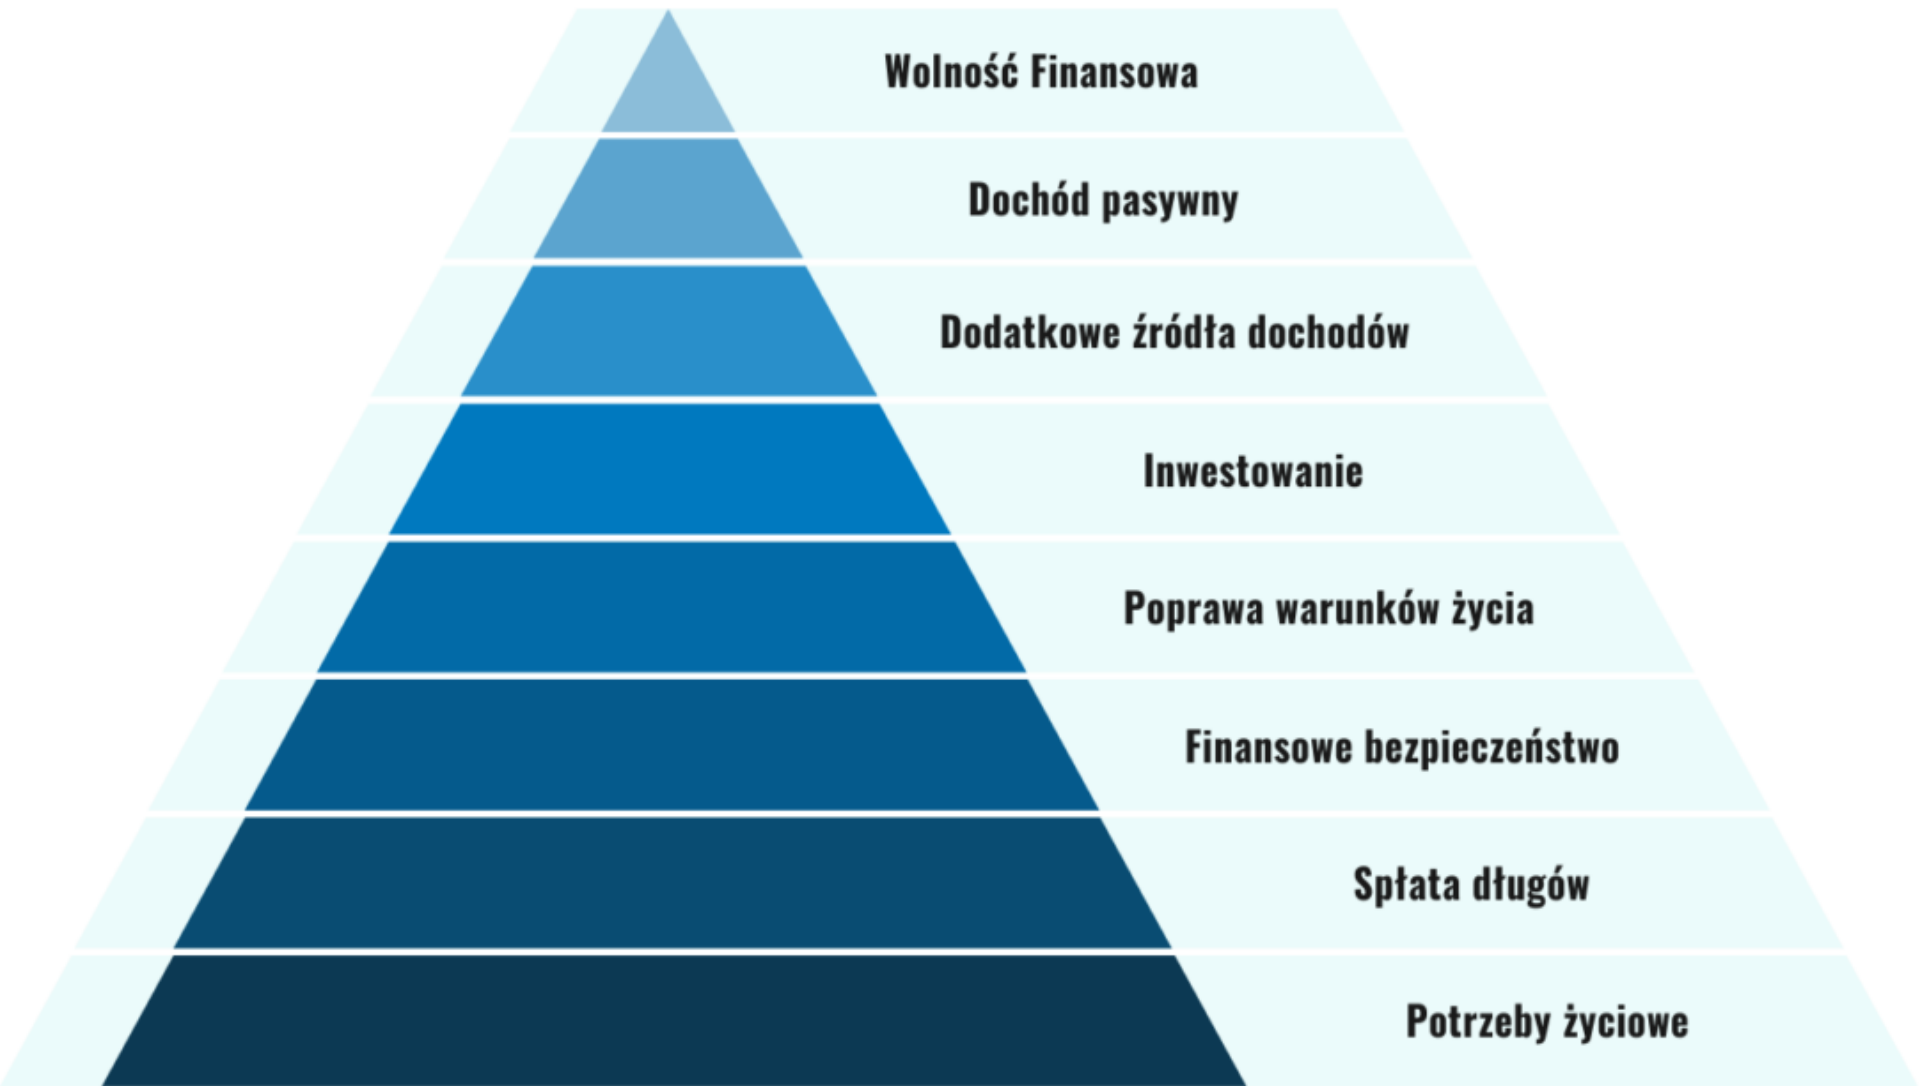 Wolność Finansowa
Dochód pasywny
Dodatkowe źródła dochodów
Inwestowanie
Poprawa warunków życia
Finansowe bezpieczeństwo
Spłata długów
Potrzeby życiowe